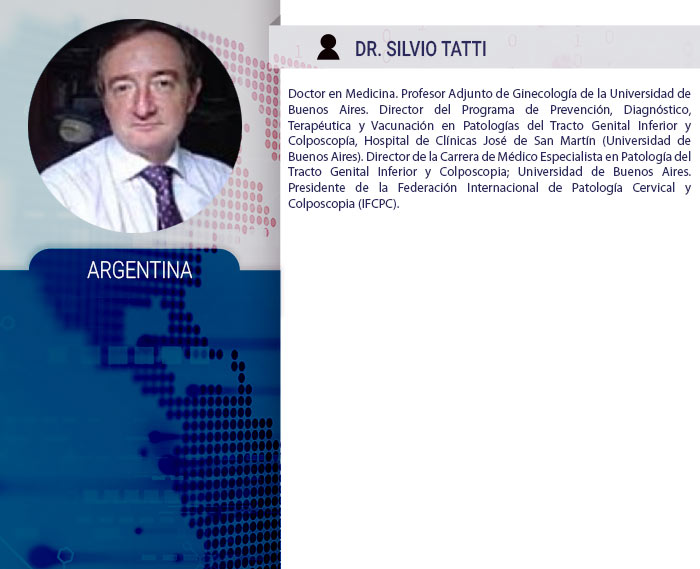 DR. SILVIO TATTI
Doctor en Medicina. Profesor Adjunto de Ginecología de la Universidad de
Buenos Aires. Director del Programa de Prevención, Diagnóstico,
Terapéutica y Vacunación en Patologías del Tracto Genital Inferior y
Colposcopía, Hospital de Clínicas José de San Martín (Universidad de
Buenos Aires). Director de la Carrera de Médico Especialista en Patología del
Tracto Genital Inferior y Colposcopia; Universidad de Buenos Aires.
Presidente de la Federación Internacional de Patología Cervical y
Colposcopia (IFCPC).
ARGENTINA